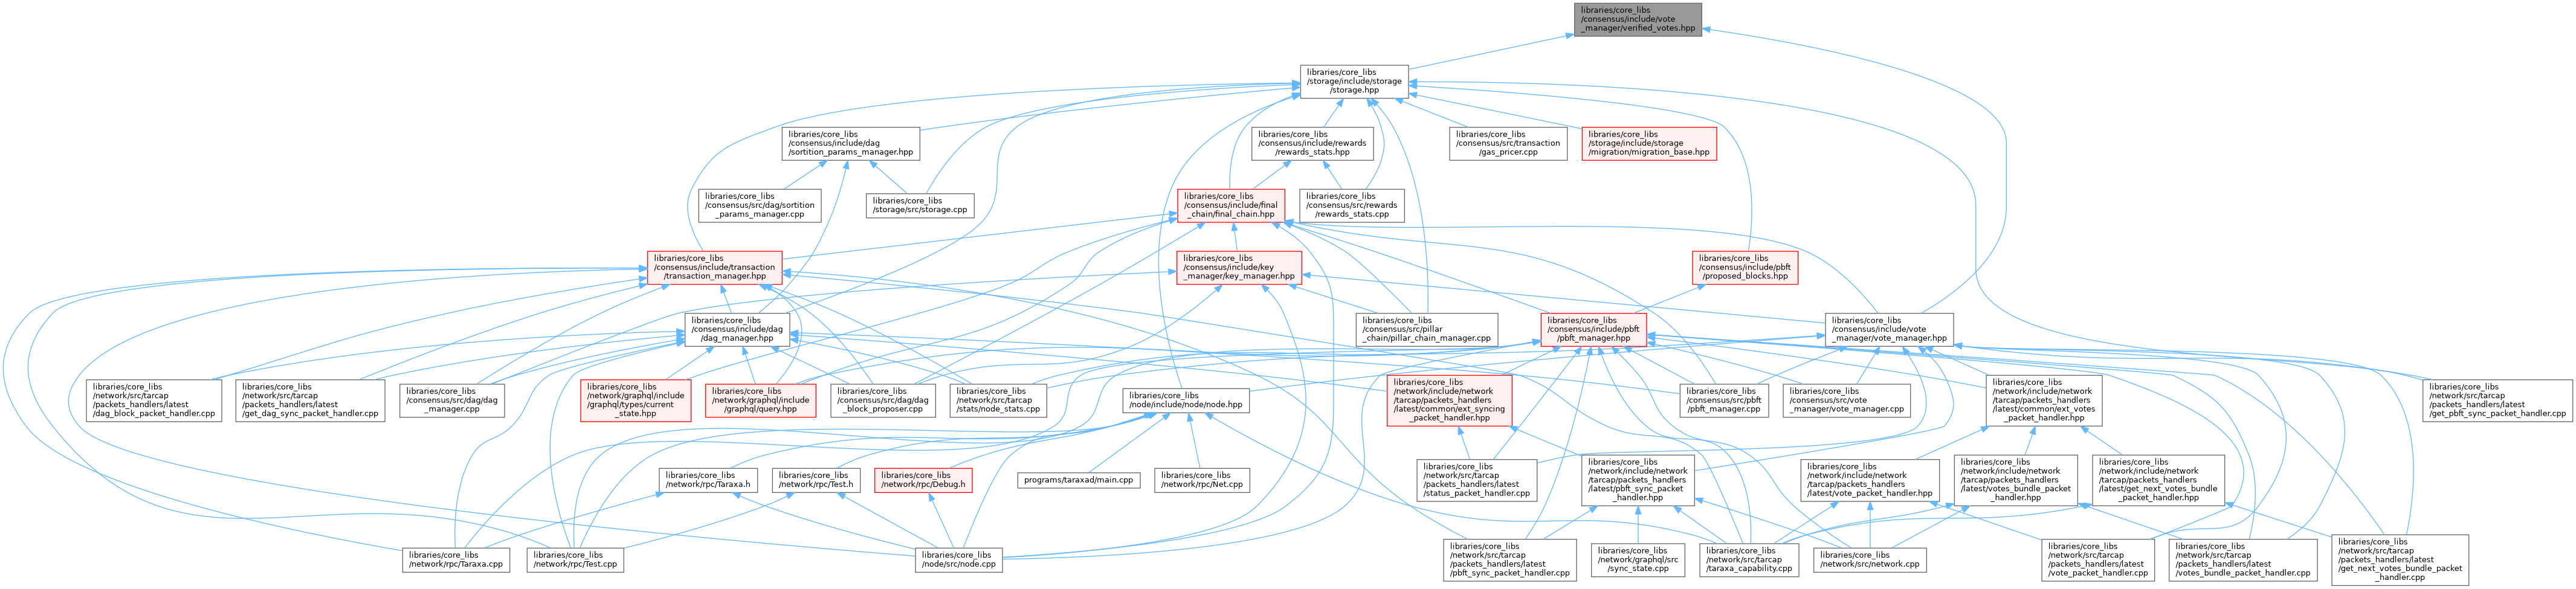 libraries/core_libs
/consensus/include/vote
_manager/verified_votes.hpp
libraries/core_libs
/storage/include/storage
/storage.hpp
libraries/core_libs
/consensus/include/dag
/sortition_params_manager.hpp
libraries/core_libs
/consensus/include/rewards
/rewards_stats.hpp
libraries/core_libs
/consensus/src/transaction
/gas_pricer.cpp
libraries/core_libs
/storage/include/storage
/migration/migration_base.hpp
libraries/core_libs
/consensus/src/dag/sortition
_params_manager.cpp
libraries/core_libs
/storage/src/storage.cpp
libraries/core_libs
/consensus/include/final
_chain/final_chain.hpp
libraries/core_libs
/consensus/src/rewards
/rewards_stats.cpp
libraries/core_libs
/consensus/include/transaction
/transaction_manager.hpp
libraries/core_libs
/consensus/include/key
_manager/key_manager.hpp
libraries/core_libs
/consensus/include/pbft
/proposed_blocks.hpp
libraries/core_libs
/consensus/include/dag
/dag_manager.hpp
libraries/core_libs
/consensus/src/pillar
_chain/pillar_chain_manager.cpp
libraries/core_libs
/consensus/include/pbft
/pbft_manager.hpp
libraries/core_libs
/consensus/include/vote
_manager/vote_manager.hpp
libraries/core_libs
/network/src/tarcap
/packets_handlers/latest
/dag_block_packet_handler.cpp
libraries/core_libs
/network/src/tarcap
/packets_handlers/latest
/get_dag_sync_packet_handler.cpp
libraries/core_libs
/consensus/src/dag/dag
_manager.cpp
libraries/core_libs
/network/graphql/include
/graphql/types/current
_state.hpp
libraries/core_libs
/network/graphql/include
/graphql/query.hpp
libraries/core_libs
/consensus/src/dag/dag
_block_proposer.cpp
libraries/core_libs
/network/src/tarcap
/stats/node_stats.cpp
libraries/core_libs
/node/include/node/node.hpp
libraries/core_libs
/network/include/network
/tarcap/packets_handlers
/latest/common/ext_syncing
_packet_handler.hpp
libraries/core_libs
/consensus/src/pbft
/pbft_manager.cpp
libraries/core_libs
/consensus/src/vote
_manager/vote_manager.cpp
libraries/core_libs
/network/include/network
/tarcap/packets_handlers
/latest/common/ext_votes
_packet_handler.hpp
libraries/core_libs
/network/src/tarcap
/packets_handlers/latest
/get_pbft_sync_packet_handler.cpp
libraries/core_libs
/network/rpc/Taraxa.h
libraries/core_libs
/network/rpc/Test.h
libraries/core_libs
/network/rpc/Debug.h
programs/taraxad/main.cpp
libraries/core_libs
/network/rpc/Net.cpp
libraries/core_libs
/network/src/tarcap
/packets_handlers/latest
/status_packet_handler.cpp
libraries/core_libs
/network/include/network
/tarcap/packets_handlers
/latest/pbft_sync_packet
_handler.hpp
libraries/core_libs
/network/include/network
/tarcap/packets_handlers
/latest/vote_packet_handler.hpp
libraries/core_libs
/network/include/network
/tarcap/packets_handlers
/latest/votes_bundle_packet
_handler.hpp
libraries/core_libs
/network/include/network
/tarcap/packets_handlers
/latest/get_next_votes_bundle
_packet_handler.hpp
libraries/core_libs
/network/rpc/Taraxa.cpp
libraries/core_libs
/network/rpc/Test.cpp
libraries/core_libs
/node/src/node.cpp
libraries/core_libs
/network/src/tarcap
/packets_handlers/latest
/pbft_sync_packet_handler.cpp
libraries/core_libs
/network/graphql/src
/sync_state.cpp
libraries/core_libs
/network/src/tarcap
/taraxa_capability.cpp
libraries/core_libs
/network/src/network.cpp
libraries/core_libs
/network/src/tarcap
/packets_handlers/latest
/vote_packet_handler.cpp
libraries/core_libs
/network/src/tarcap
/packets_handlers/latest
/votes_bundle_packet_handler.cpp
libraries/core_libs
/network/src/tarcap
/packets_handlers/latest
/get_next_votes_bundle_packet
_handler.cpp